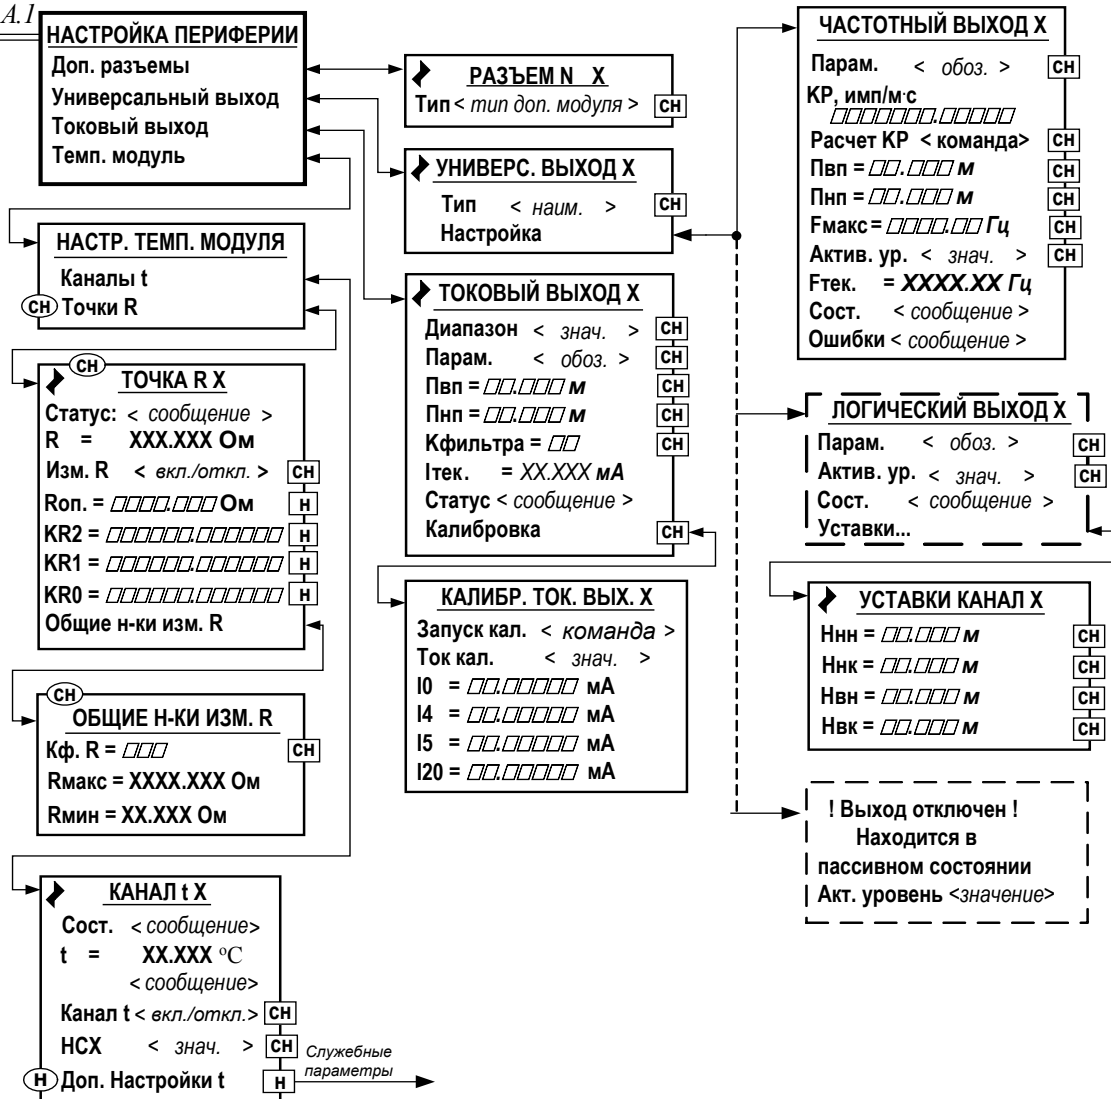 А.1
НАСТРОЙКА ПЕРИФЕРИИ
Доп. разъемы
Универсальный выход
Токовый выход
Темп. модуль
НАСТР. ТЕМП. МОДУЛЯ
Каналы t
СН Точки R
СН
ТОЧКА R X
Статус: < сообщение >
R = XXX.XXX Ом
Изм. R < вкл./откл. > СН
Rоп. = ▯▯▯▯.▯▯▯ Ом Н
KR2 = ▯▯▯▯▯▯.▯▯▯▯▯▯ Н
KR1 = ▯▯▯▯▯▯.▯▯▯▯▯▯ Н
KR0 = ▯▯▯▯▯▯.▯▯▯▯▯▯ Н
Общие н-ки изм. R
СН
ОБЩИЕ Н-КИ ИЗМ. R
Кф. R = ▯▯▯ СН
Rмакс = XXXX.XXX Ом
Rмин = XX.XXX Ом
КАНАЛ t X
Сост. < сообщение>
t = XX.XXX °C
< сообщение>
Канал t < вкл./откл.> СН
НСХ < знач. > СН
Н Доп. Настройки t Н
Служебные
параметры
РАЗЪЕМ N X
Тип < тип доп. модуля > СН
УНИВЕРС. ВЫХОД X
Тип < наим. > СН
Настройка
ТОКОВЫЙ ВЫХОД X
Диапазон < знач. > СН
Парам. < обоз. > СН
Пвп = ▯▯.▯▯▯ м СН
Пнп = ▯▯.▯▯▯ м СН
Кфильтра = ▯▯ СН
Iтек. = XX.XXX мА
Статус < сообщение >
Калибровка СН
КАЛИБР. ТОК. ВЫХ. X
Запуск кал. < команда >
Ток кал. < знач. >
I0 = ▯▯.▯▯▯▯▯ мА
I4 = ▯▯.▯▯▯▯▯ мА
I5 = ▯▯.▯▯▯▯▯ мА
I20 = ▯▯.▯▯▯▯▯ мА
ЧАСТОТНЫЙ ВЫХОД X
Парам. < обоз. > СН
KP, имп/м·с
▯▯▯▯▯▯▯.▯▯▯▯▯
Расчет KP < команда> СН
Пвп = ▯▯.▯▯▯ м СН
Пнп = ▯▯.▯▯▯ м СН
Fмакс = ▯▯▯▯.▯▯ Гц СН
Актив. ур. < знач. > СН
Fтек. = XXXX.XX Гц
Сост. < сообщение >
Ошибки < сообщение >
ЛОГИЧЕСКИЙ ВЫХОД X
Парам. < обоз. > СН
Актив. ур. < знач. > СН
Сост. < сообщение >
Уставки...
УСТАВКИ КАНАЛ X
Ннн = ▯▯.▯▯▯ м СН
Ннк = ▯▯.▯▯▯ м СН
Нвн = ▯▯.▯▯▯ м СН
Нвк = ▯▯.▯▯▯ м СН
! Выход отключен !
Находится в
пассивном состоянии
Акт. уровень <значение>